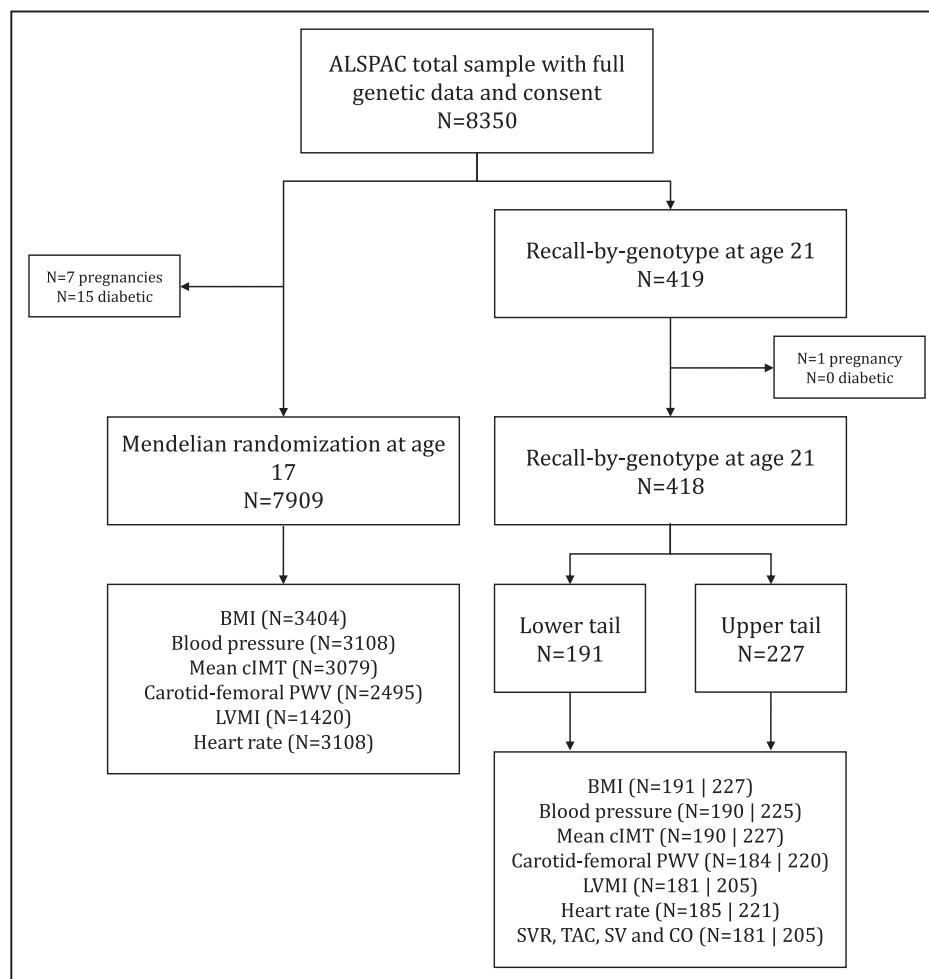 ALSPAC total sample with full
genetic data and consent
N=8350
N=7 pregnancies
N=15 diabetic
Recall-by-genotype at age 21
N=419
N=1 pregnancy
N=0 diabetic
Mendelian randomization at age
17
N=7909
Recall-by-genotype at age 21
N=418
BMI (N=3404)
Blood pressure (N=3108)
Mean cIMT (N=3079)
Carotid-femoral PWV (N=2495)
LVMI (N=1420)
Heart rate (N=3108)
Lower tail
N=191
Upper tail
N=227
BMI (N=191 | 227)
Blood pressure (N=190 | 225)
Mean cIMT (N=190 | 227)
Carotid-femoral PWV (N=184 | 220)
LVMI (N=181 | 205)
Heart rate (N=185 | 221)
SVR, TAC, SV and CO (N=181 | 205)